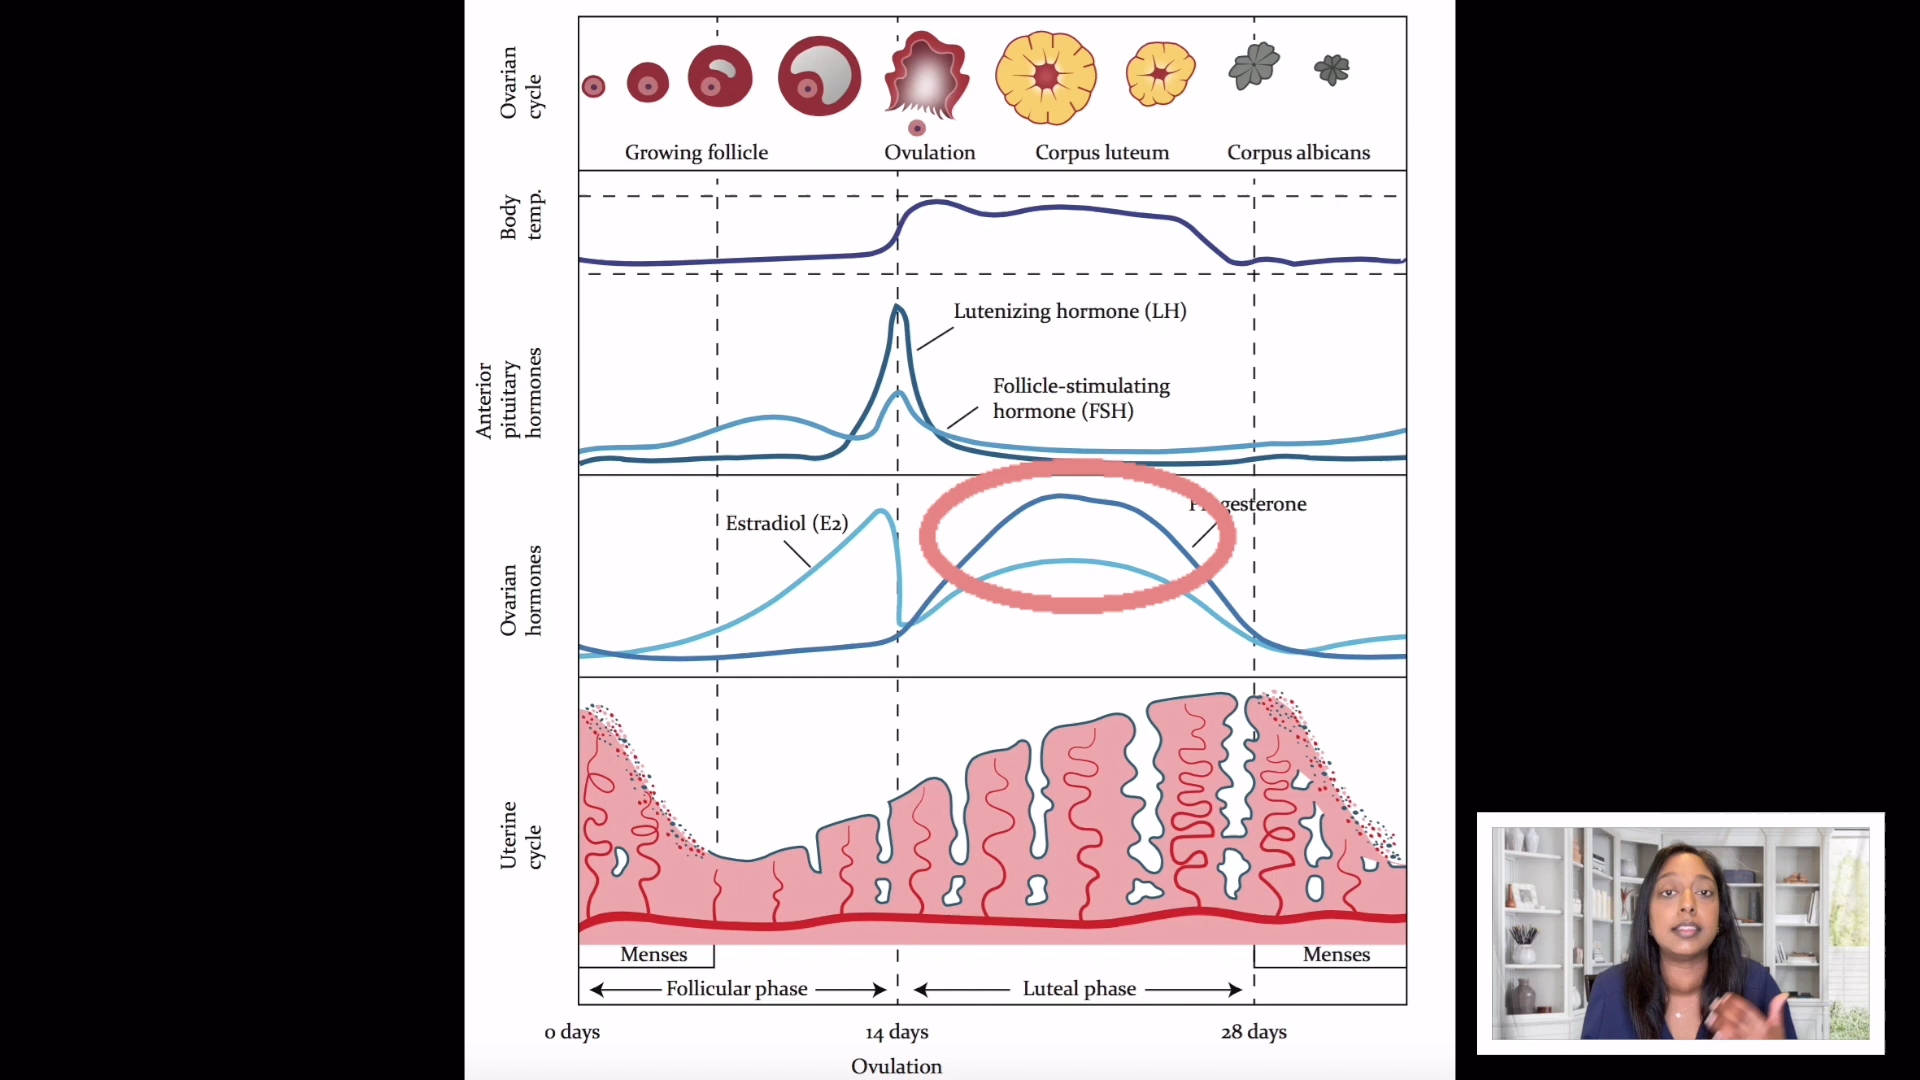 Ovarian
cycle
Growing follicle
Ovulation
Corpus luteum
Corpus albicans
Body
temp.
Anterior
pituitary
hormones
Lutenizing hormone (LH)
Follicle-stimulating
hormone (FSH)
Ovarian
hormones
Estradiol (E2)
Progesterone
Uterine
cycle
Menses
Menses
Follicular phase
Luteal phase
0 days
14 days
28 days
Ovulation